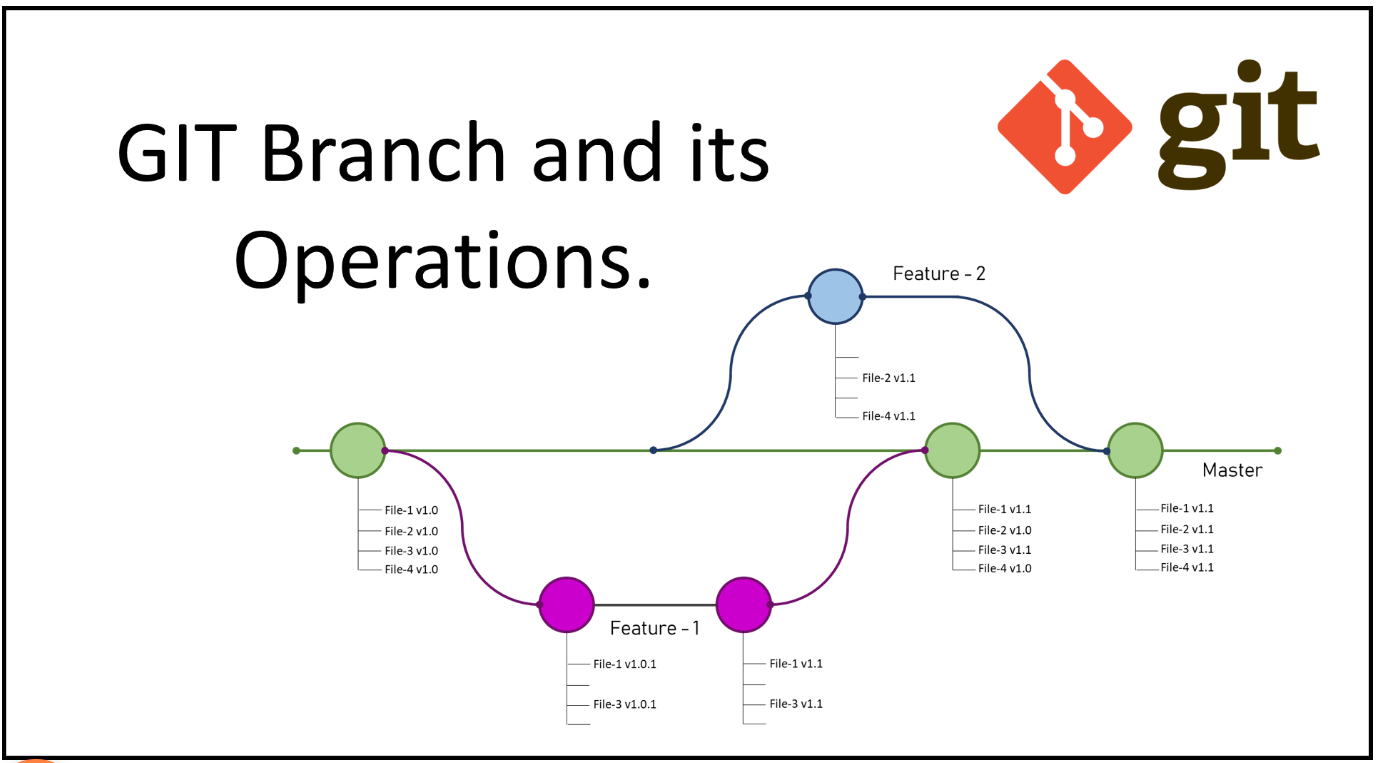 GIT Branch and its
Operations.
git
Feature - 2
File-2 v1.1
File-4 v1.1
Master
File-1 v1.0
File-2 v1.0
File-3 v1.0
File-4 v1.0
File-1 v1.1
File-2 v1.0
File-3 v1.1
File-4 v1.0
File-1 v1.1
File-2 v1.1
File-3 v1.1
File-4 v1.1
Feature - 1
File-1 v1.0.1
File-3 v1.0.1
File-1 v1.1
File-3 v1.1